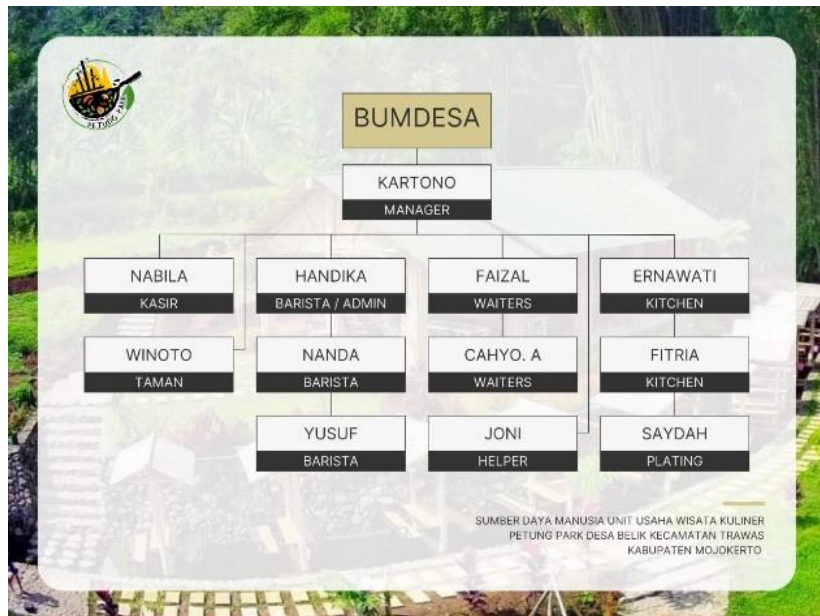 PETUNG PARK
BUMDESA
KARTONO
MANAGER
NABILA
KASIR
HANDIKA
BARISTA / ADMIN
FAIZAL
WAITERS
ERNAWATI
KITCHEN
WINOTO
TAMAN
NANDA
BARISTA
CAHYO. A
WAITERS
FITRIA
KITCHEN
YUSUF
BARISTA
JONI
HELPER
SAYDAH
PLATING
SUMBER DAYA MANUSIA UNIT USAHA WISATA KULINER
PETUNG PARK DESA BELIK KECAMATAN TRAWAS
KABUPATEN MOJOKERTO